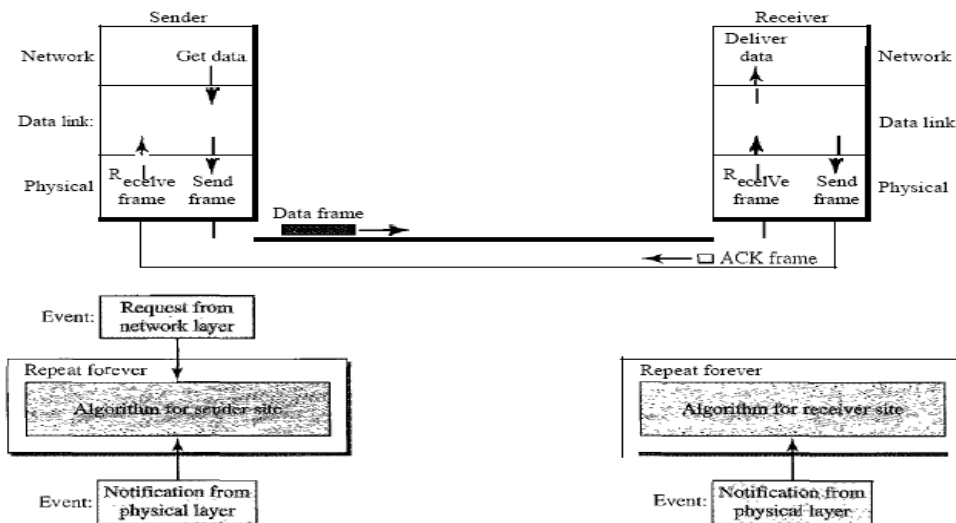 Sender
Receiver
Network
Get data
Deliver
data
Network
Data link:
Data link
Physical
Receive
frame
Send
frame
ReceIVe
frame
Send
frame
Physical
Data frame
ACK frame
Event:
Request from
network layer
Repeat forever
Algorithm for sender site
Repeat forever
Algorithm for receiver site
Event:
Notification from
physical layer
Event:
Notification from
physical layer